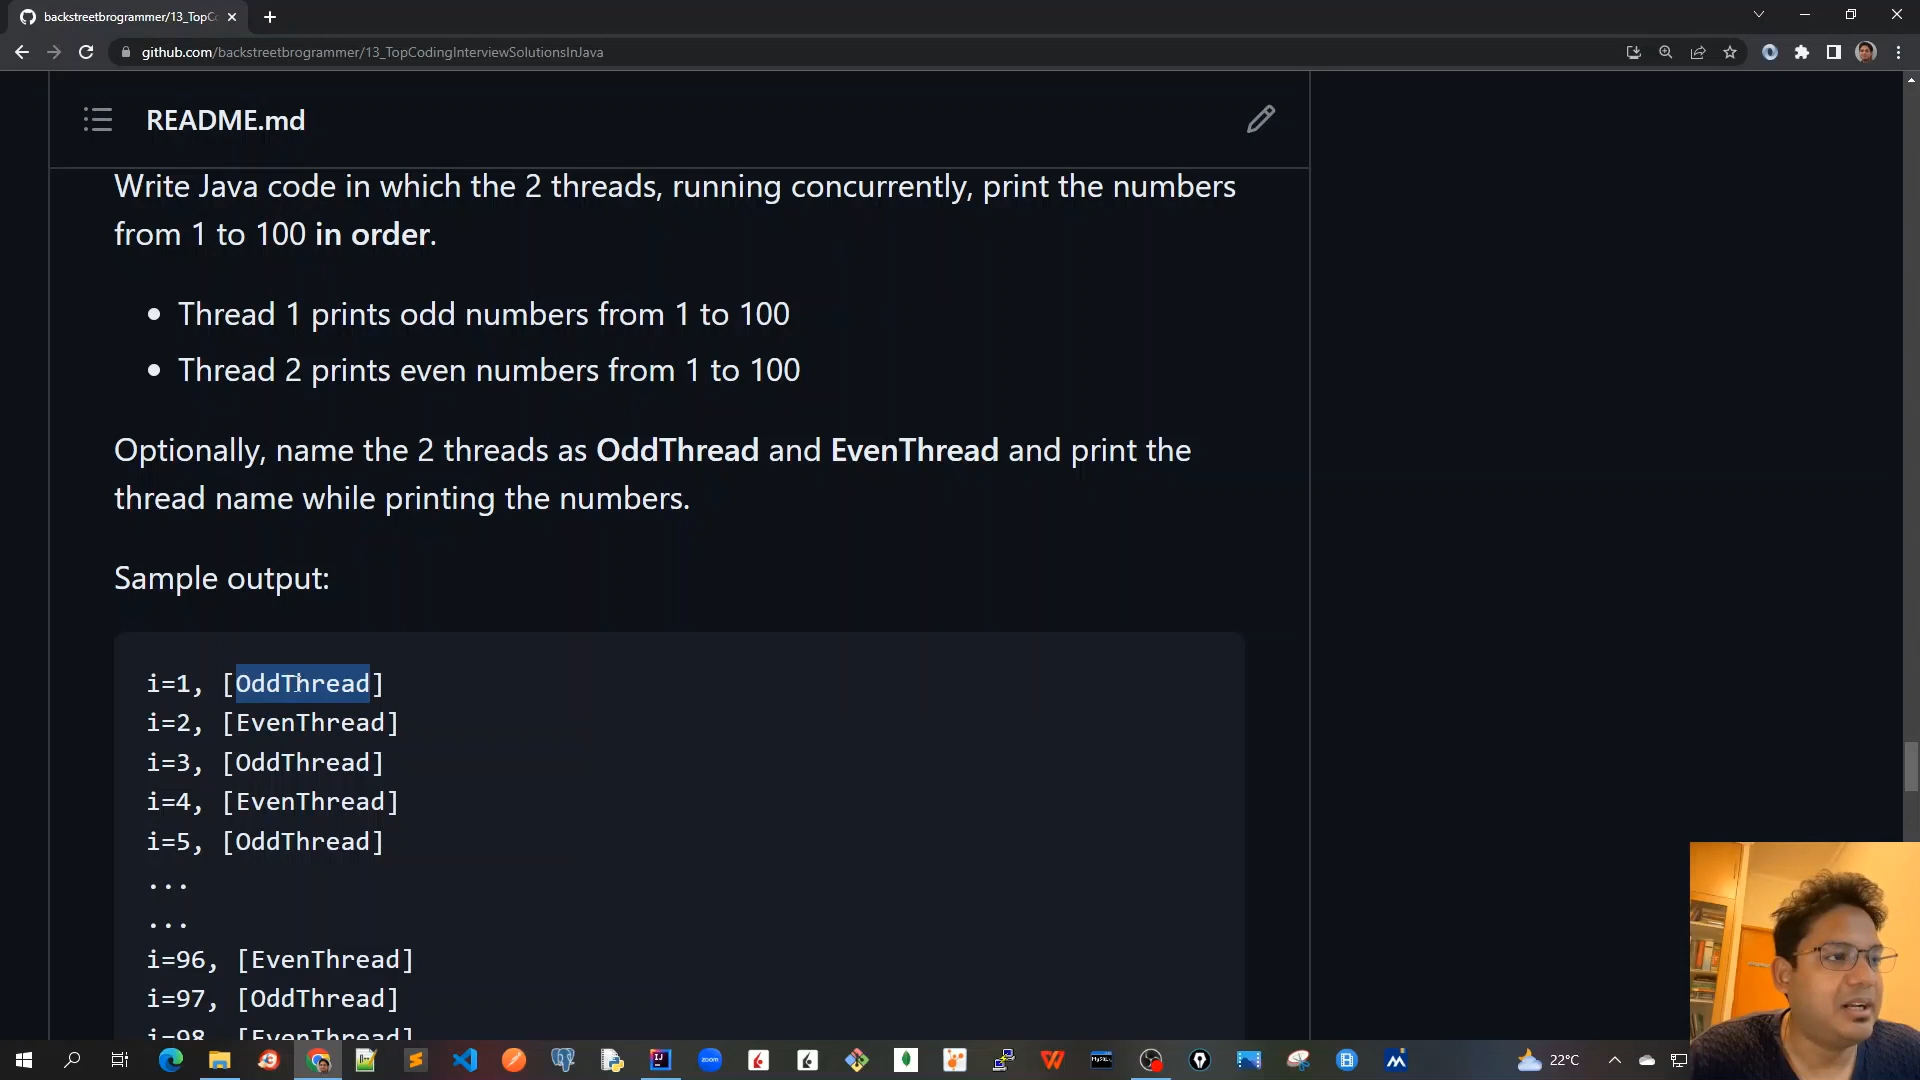 backstreetbrogrammer/13_TopCo
github.com/backstreetbrogrammer/13_TopCodingInterviewSolutionsInJava
README.md
Write Java code in which the 2 threads, running concurrently, print the numbers
from 1 to 100 in order.
• Thread 1 prints odd numbers from 1 to 100
• Thread 2 prints even numbers from 1 to 100
Optionally, name the 2 threads as OddThread and EvenThread and print the
thread name while printing the numbers.
Sample output:
i=1, [OddThread]
i=2, [EvenThread]
i=3, [OddThread]
i=4, [EvenThread]
i=5, [OddThread]
...
...
i=96, [EvenThread]
i=97, [OddThread]
i=98, [EvenThread]
22°C